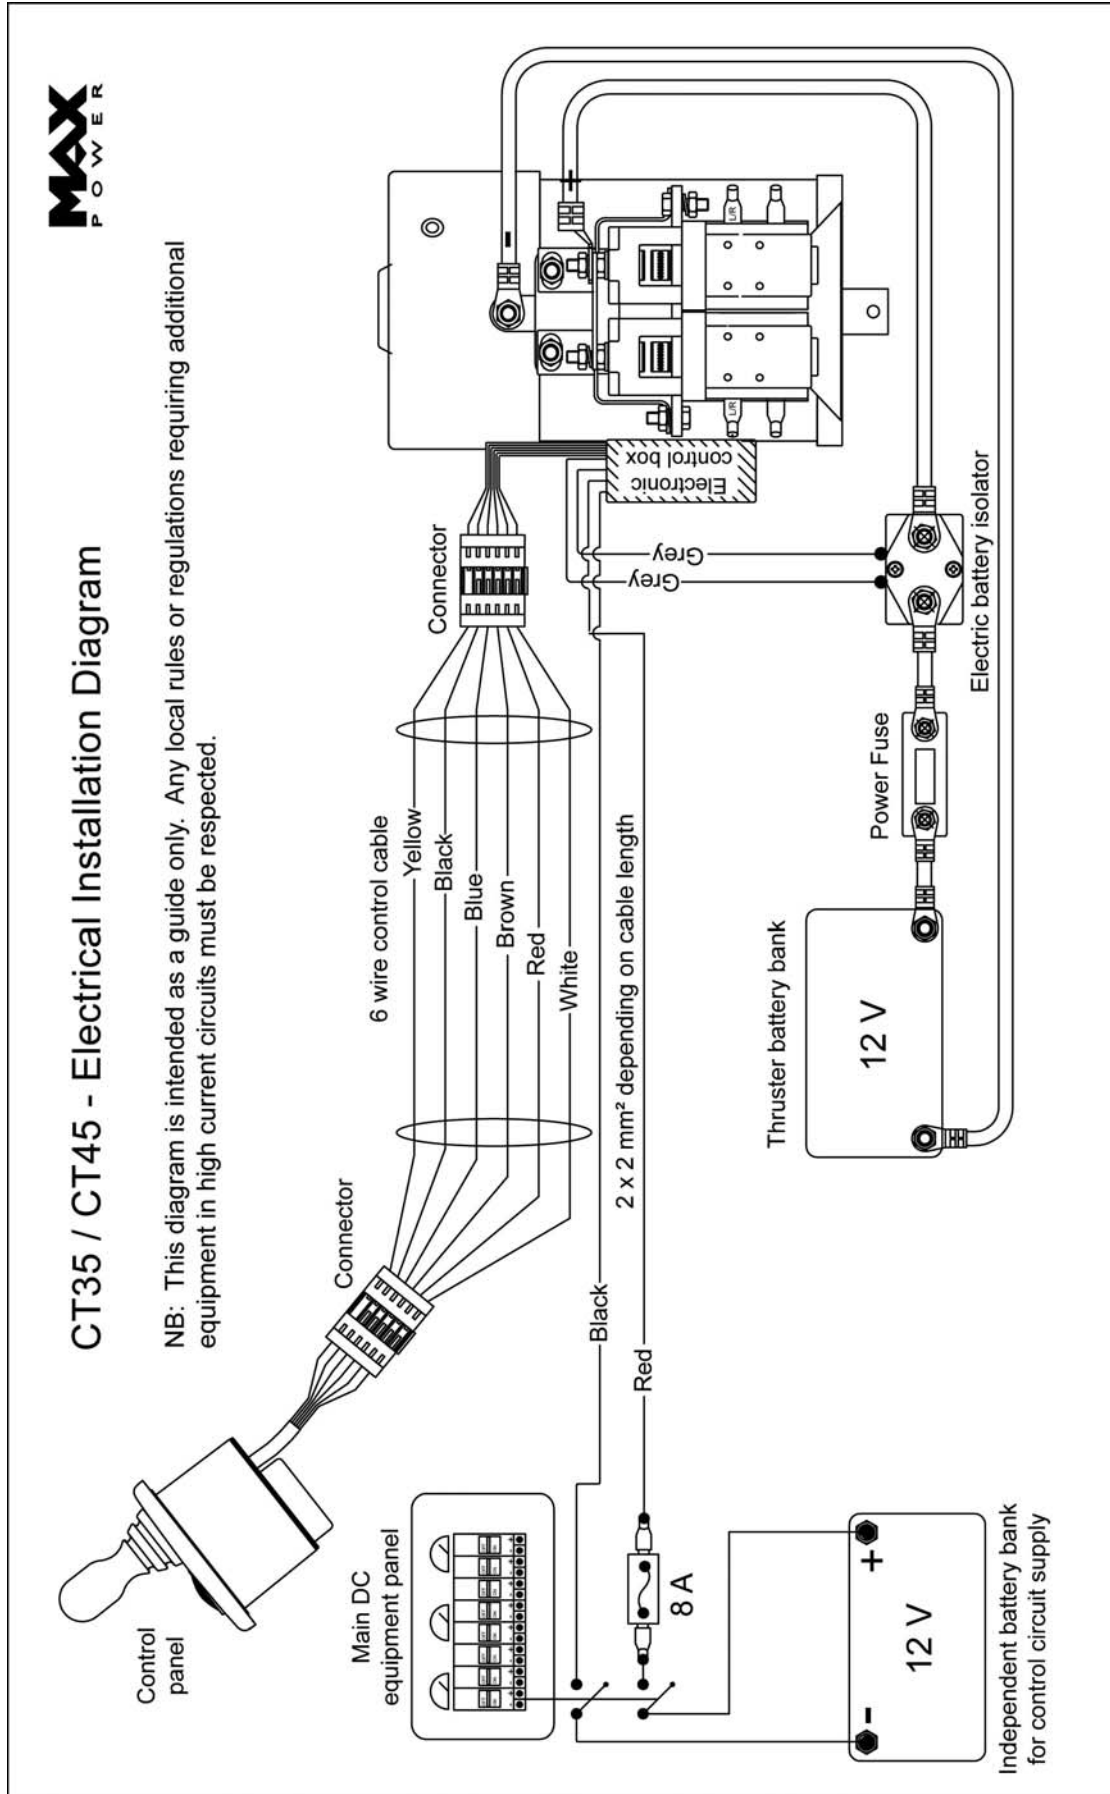 MAX
POWER
CT35 / CT45 - Electrical Installation Diagram
NB: This diagram is intended as a guide only. Any local rules or regulations requiring additional
equipment in high current circuits must be respected.
Control
panel
Connector
6 wire control cable
Yellow
Black
Blue
Brown
Red
White
Connector
Electronic
control box
L/R
L/R
-
+
Main DC
equipment panel
Black
Red
2 x 2 mm² depending on cable length
8 A
Grey
Grey
Electric battery isolator
Power Fuse
Thruster battery bank
12 V
-
+
12 V
Independent battery bank
for control circuit supply